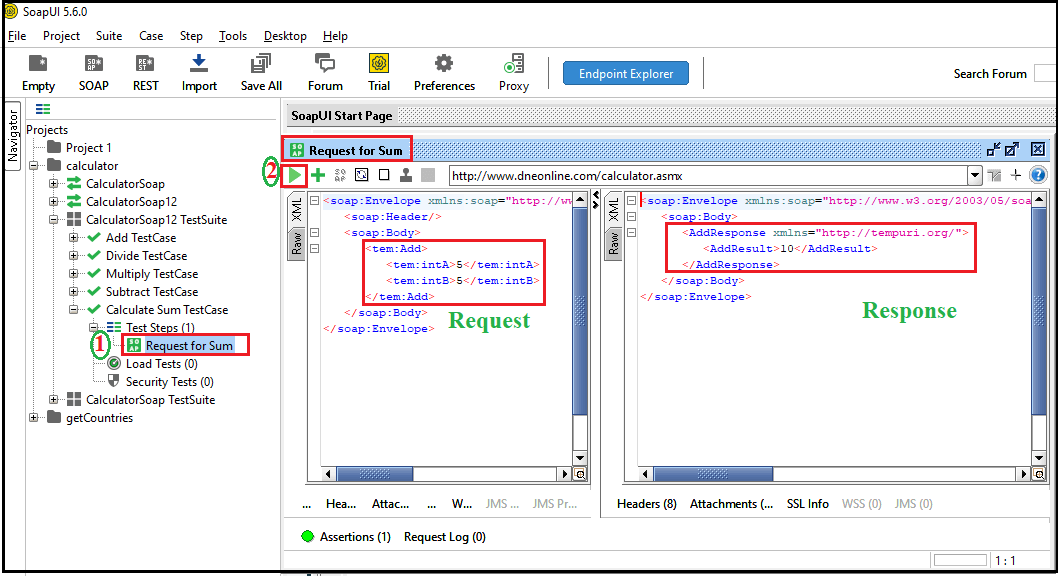 SoapUI 5.6.0
File Project Suite Case Step Tools Desktop Help
Empty SOAP REST Import Save All Forum Trial Preferences Proxy Endpoint Explorer Search Forum
Navigator
Projects
Project 1
calculator
CalculatorSoap
CalculatorSoap12
CalculatorSoap12 TestSuite
Add TestCase
Divide TestCase
Multiply TestCase
Subtract TestCase
Calculate Sum TestCase
Test Steps (1)
1 Request for Sum
Load Tests (0)
Security Tests (0)
CalculatorSoap TestSuite
getCountries
SoapUI Start Page
Request for Sum
2 http://www.dneonline.com/calculator.asmx
XML
Raw
<soap:Envelope xmlns:soap="http://ww
<soap:Header/>
<soap:Body>
<tem:Add>
<tem:intA>5</tem:intA>
<tem:intB>5</tem:intB>
</tem:Add>
</soap:Body>
</soap:Envelope>
Request
XML
Raw
<soap:Envelope xmlns:soap="http://www.w3.org/2003/05/soa
<soap:Body>
<AddResponse xmlns="http://tempuri.org/">
<AddResult>10</AddResult>
</AddResponse>
</soap:Body>
</soap:Envelope>
Response
... Hea... Attac... ... W... JMS ... JMS Pr...
Headers (8) Attachments (... SSL Info WSS (0) JMS (0)
Assertions (1) Request Log (0)
1 : 1